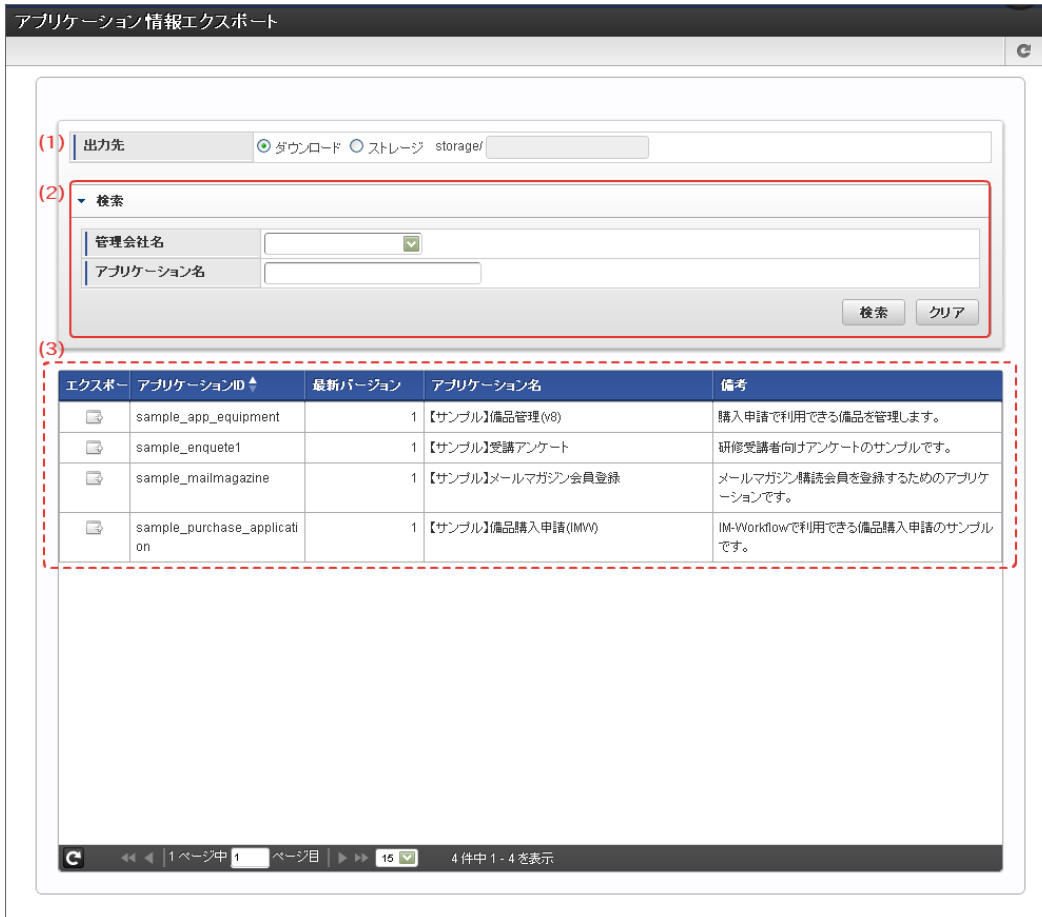 アプリケーション情報エクスポート
(1) 出力先 ダウンロード ストレージ storage/
(2) 検索
管理会社名
アプリケーション名
検索 クリア
(3)
エクスポー アプリケーションID 最新バージョン アプリケーション名 備考
sample_app_equipment 1 【サンプル】備品管理(v8) 購入申請で利用できる備品を管理します。
sample_enquete1 1 【サンプル】受講アンケート 研修受講者向けアンケートのサンプルです。
sample_mailmagazine 1 【サンプル】メールマガジン会員登録 メールマガジン購読会員を登録するためのアプリケ
ーションです。
sample_purchase_applicati 1 【サンプル】備品購入申請(IMW) IM-Workflowで利用できる備品購入申請のサンプル
on です。
1 ページ中 1 ページ目 15 4 件中 1 - 4 を表示